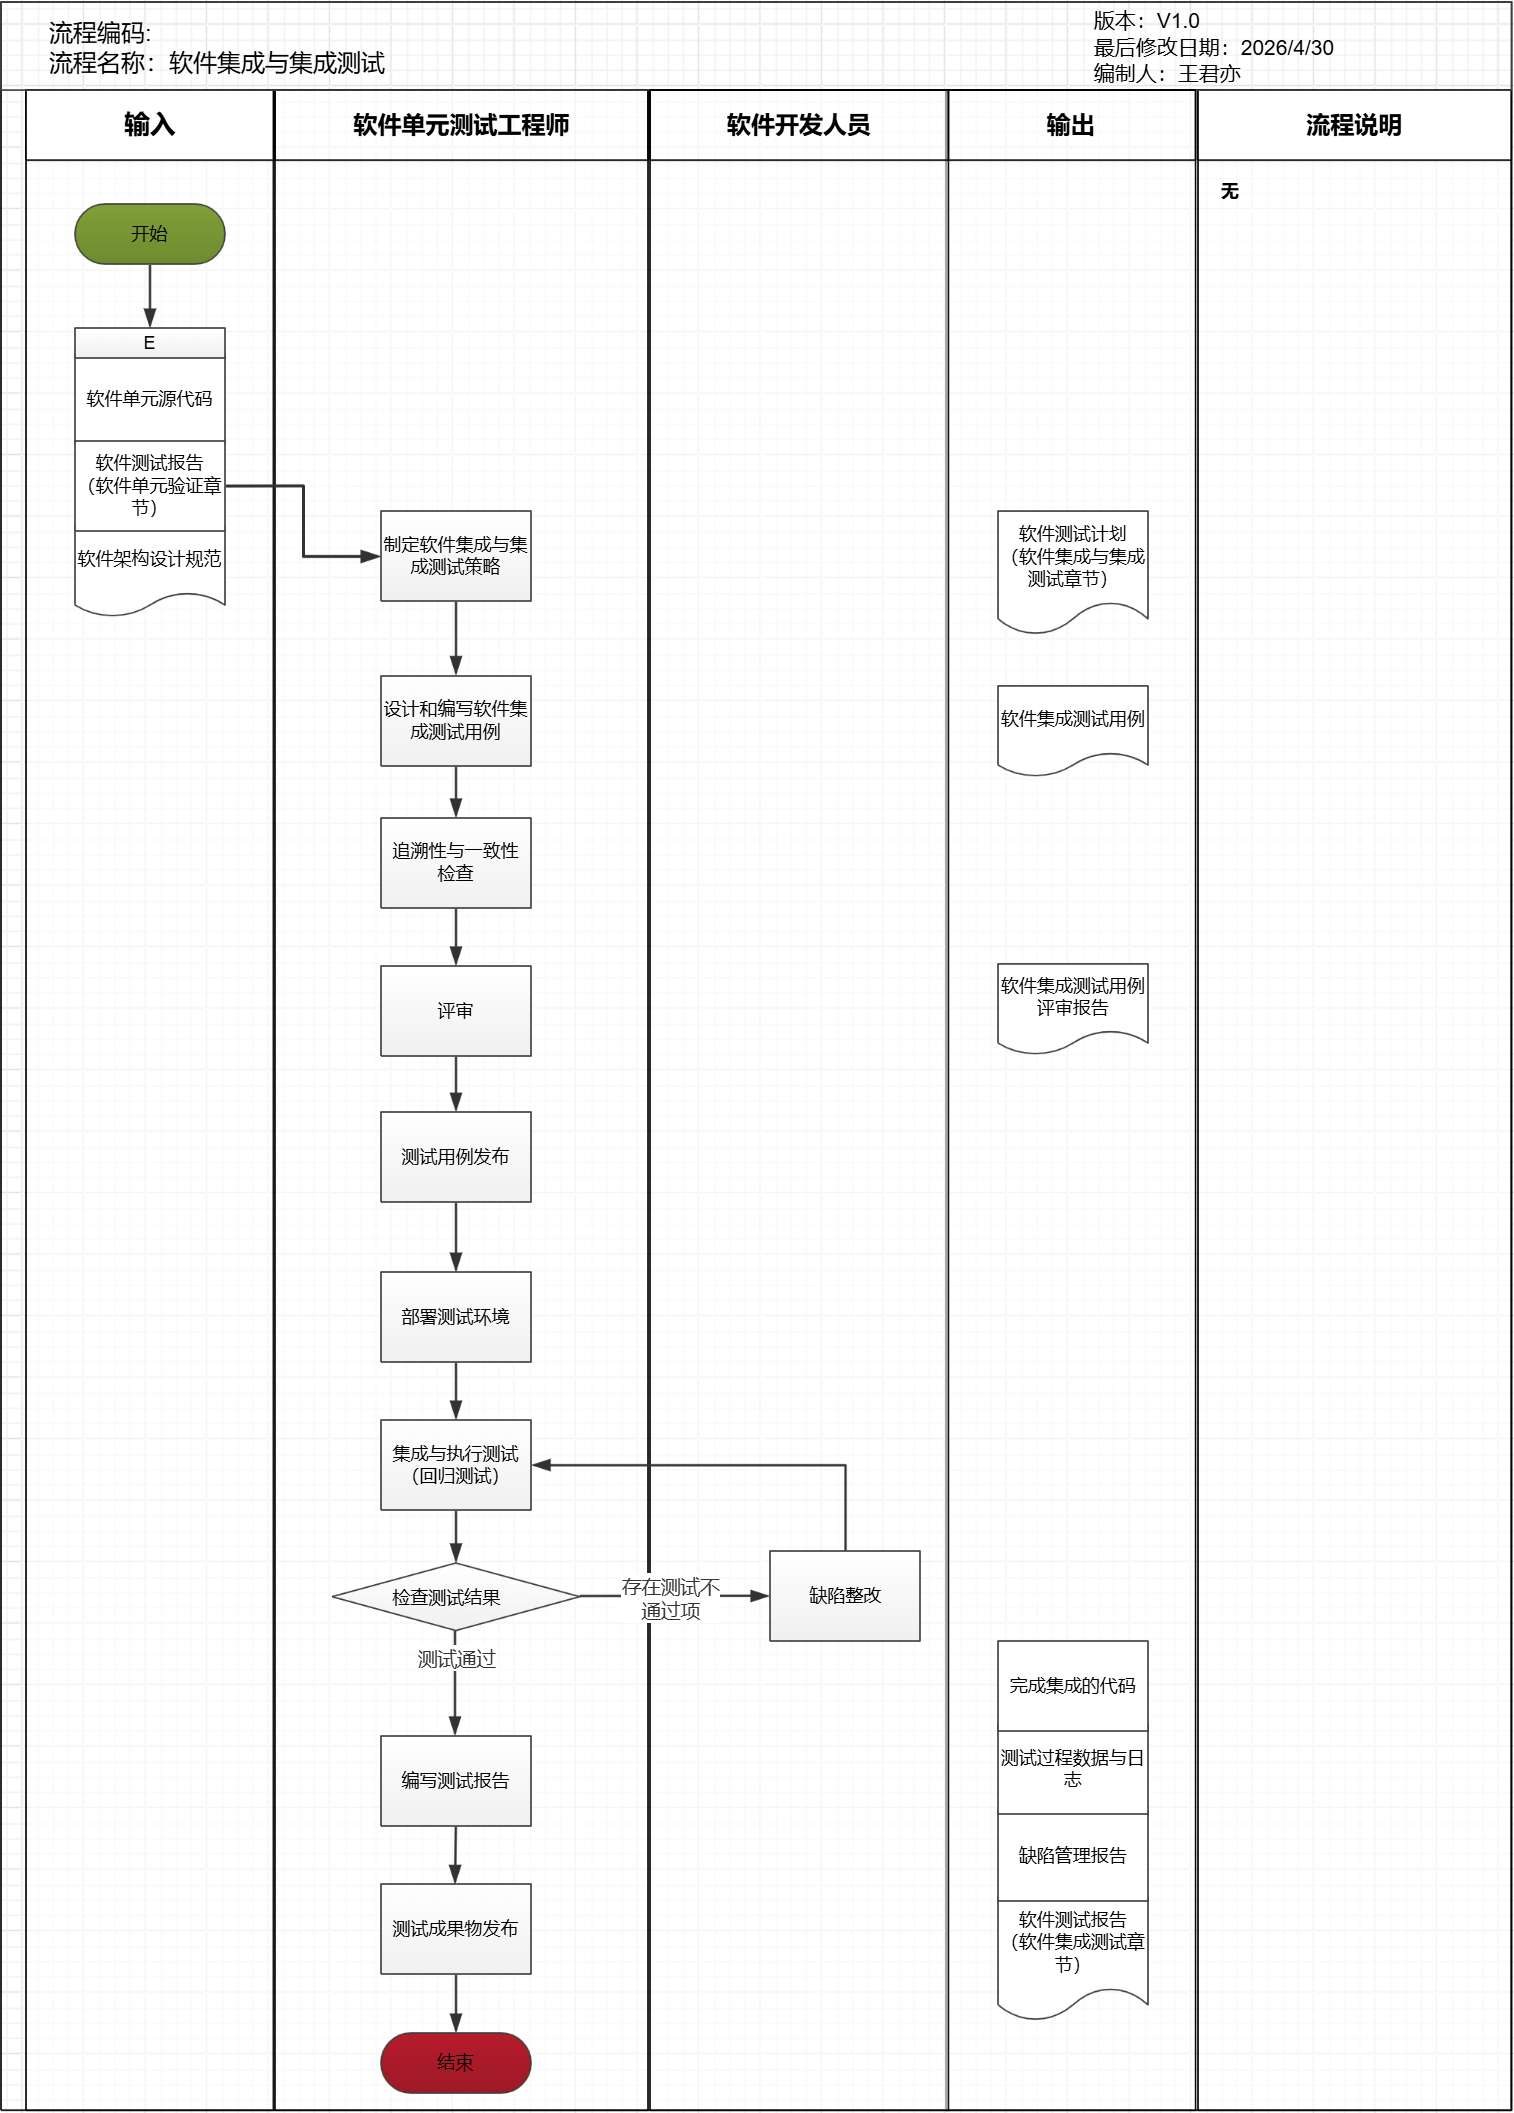 流程编码:
流程名称：软件集成与集成测试
版本：V1.0
最后修改日期：2026/4/30
编制人：王君亦
输入
软件单元测试工程师
软件开发人员
输出
流程说明
无
开始
E
软件单元源代码
软件测试报告
（软件单元验证章
节）
软件架构设计规范
制定软件集成与集
成测试策略
软件测试计划
（软件集成与集成
测试章节）
设计和编写软件集
成测试用例
软件集成测试用例
追溯性与一致性
检查
评审
软件集成测试用例
评审报告
测试用例发布
部署测试环境
集成与执行测试
（回归测试）
检查测试结果
存在测试不
通过项
缺陷整改
测试通过
完成集成的代码
测试过程数据与日
志
编写测试报告
缺陷管理报告
测试成果物发布
软件测试报告
（软件集成测试章
节）
结束